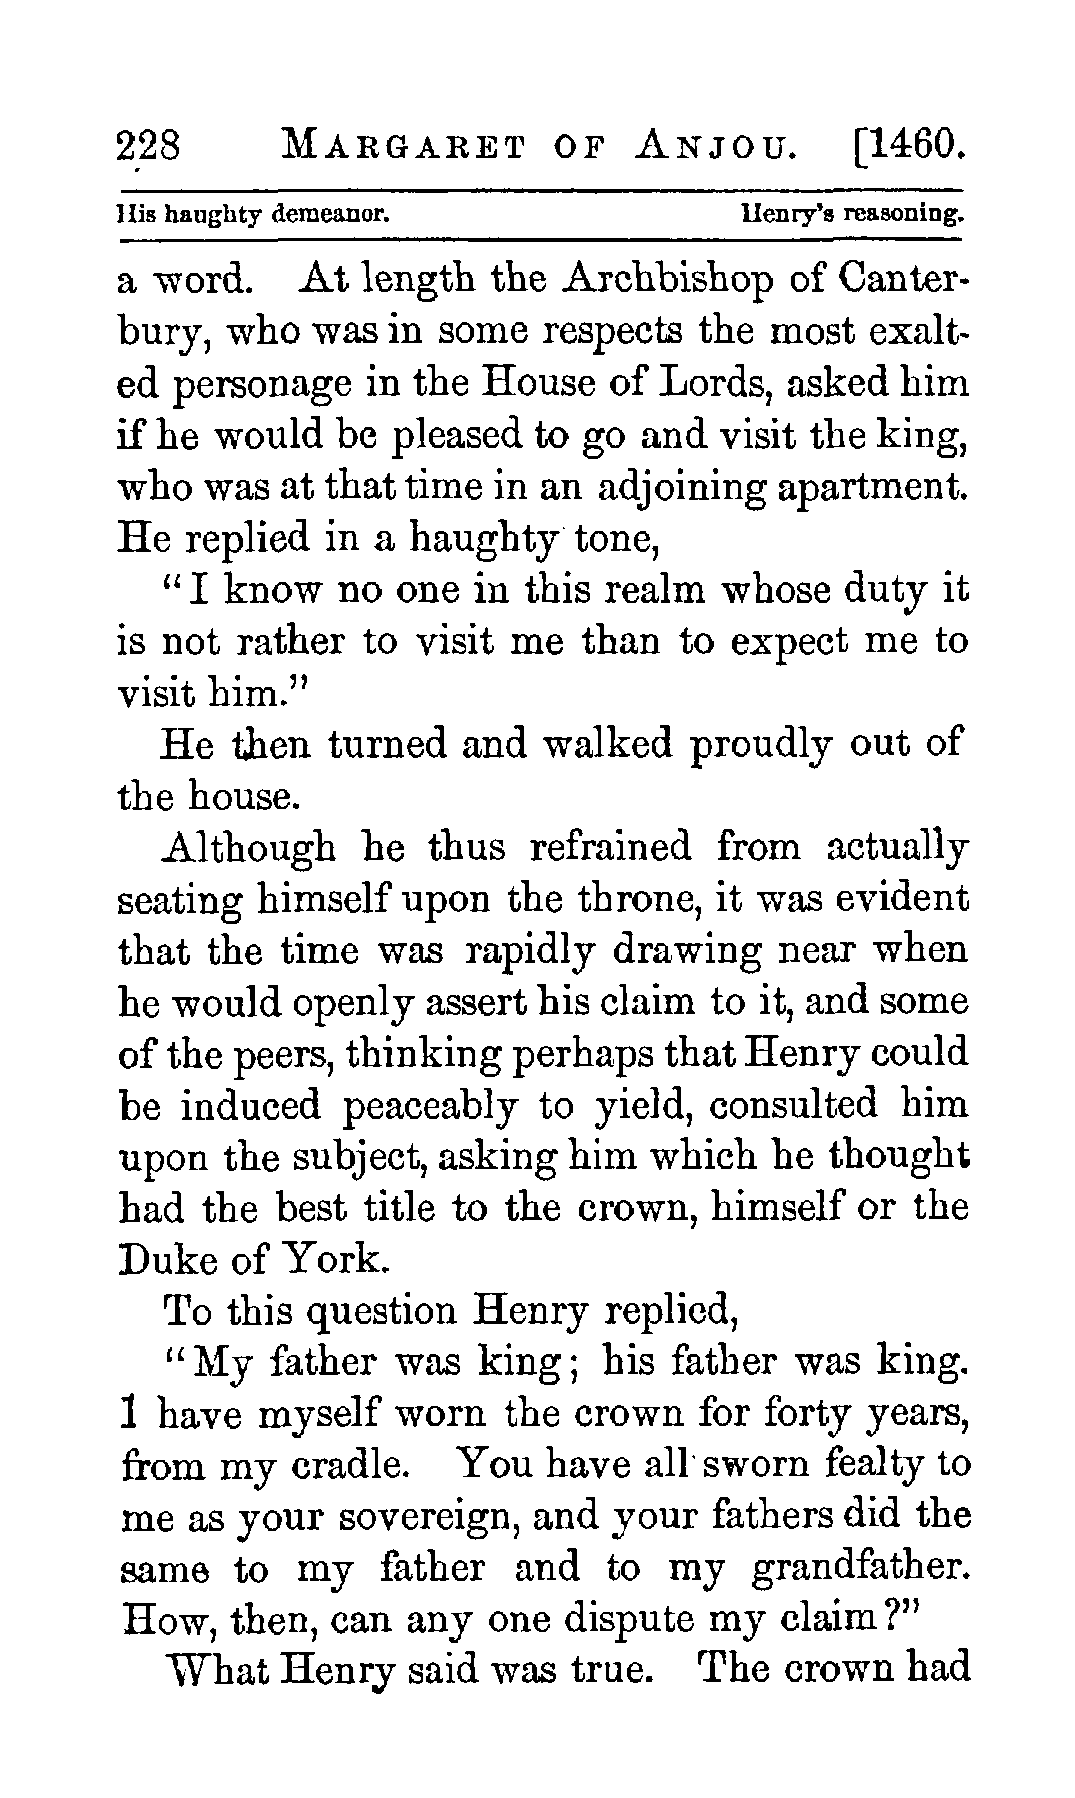 228 MARGARET OF ANJOU. [1460.
His haughty demeanor. Henry's reasoning.
a word. At length the Archbishop of Canter-
bury, who was in some respects the most exalt-
ed personage in the House of Lords, asked him
if he would be pleased to go and visit the king,
who was at that time in an adjoining apartment.
He replied in a haughty tone,
"I know no one in this realm whose duty it
is not rather to visit me than to expect me to
visit him."
He then turned and walked proudly out of
the house.
Although he thus refrained from actually
seating himself upon the throne, it was evident
that the time was rapidly drawing near when
he would openly assert his claim to it, and some
of the peers, thinking perhaps that Henry could
be induced peaceably to yield, consulted him
upon the subject, asking him which he thought
had the best title to the crown, himself or the
Duke of York.
To this question Henry replied,
"My father was king; his father was king.
I have myself worn the crown for forty years,
from my cradle. You have all sworn fealty to
me as your sovereign, and your fathers did the
same to my father and to my grandfather.
How, then, can any one dispute my claim?"
What Henry said was true. The crown had